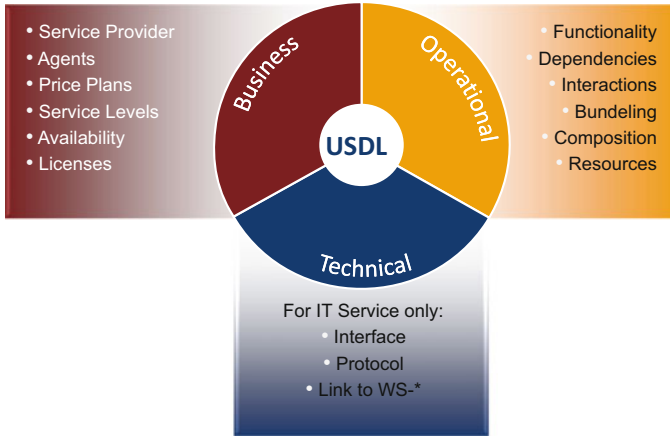 • Service Provider
• Agents
• Price Plans
• Service Levels
• Availability
• Licenses
Business
Operational
USDL
Technical
• Functionality
• Dependencies
• Interactions
• Bundeling
• Composition
• Resources
For IT Service only:
• Interface
• Protocol
• Link to WS-*